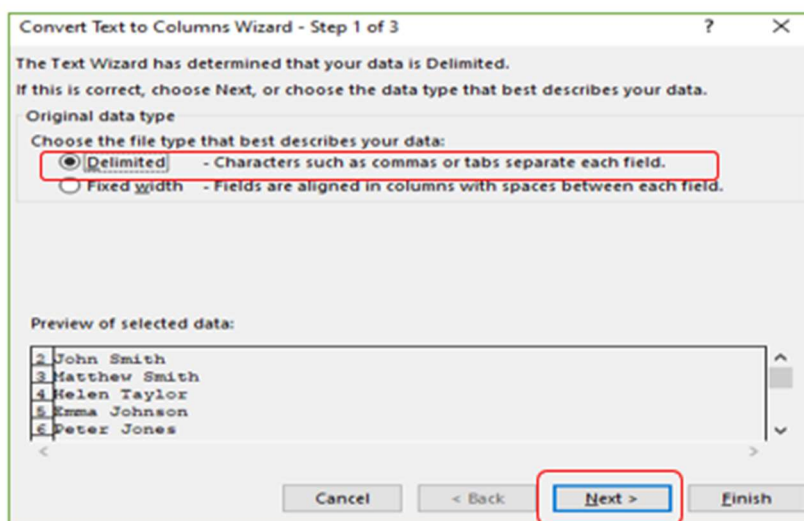 Convert Text to Columns Wizard - Step 1 of 3 ? ✕
The Text Wizard has determined that your data is Delimited.
If this is correct, choose Next, or choose the data type that best describes your data.
Original data type
Choose the file type that best describes your data:
Delimited - Characters such as commas or tabs separate each field.
Fixed width - Fields are aligned in columns with spaces between each field.
Preview of selected data:
2 John Smith
3 Matthew Smith
4 Helen Taylor
5 Emma Johnson
6 Peter Jones
Cancel < Back Next > Finish